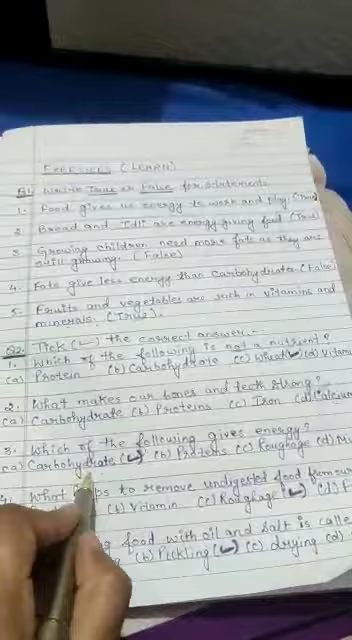 EXERCISES (LEARN)
Q1. Write True or False for statements
1. Food gives us energy to work and play. (True)
2. Bread and Idli are energy giving food (True)
3. Growing children need more fats as they are
still growing. (False)
4. Fats give less energy than Carbohydrates (False)
5. Fruits and vegetables are rich in vitamins and
minerals. (True)
Q2. Tick (✓) the correct answer.
1. Which of the following is not a nutrient?
(a) Protein (b) Carbohydrate (c) Wheat (✓) (d) Vitam
2. What makes our bones and teeth strong?
(a) Carbohydrate (b) Proteins (c) Iron (d) Calcium
3. Which of the following gives energy?
(a) Carbohydrate (✓) (b) Proteins (c) Roughage (d) Mi
4. What to remove undigested food from our
(b) Vitamin (c) Roughage (✓) (d) P
food with oil and salt is calle
(b) Pickling (✓) (c) drying (d)